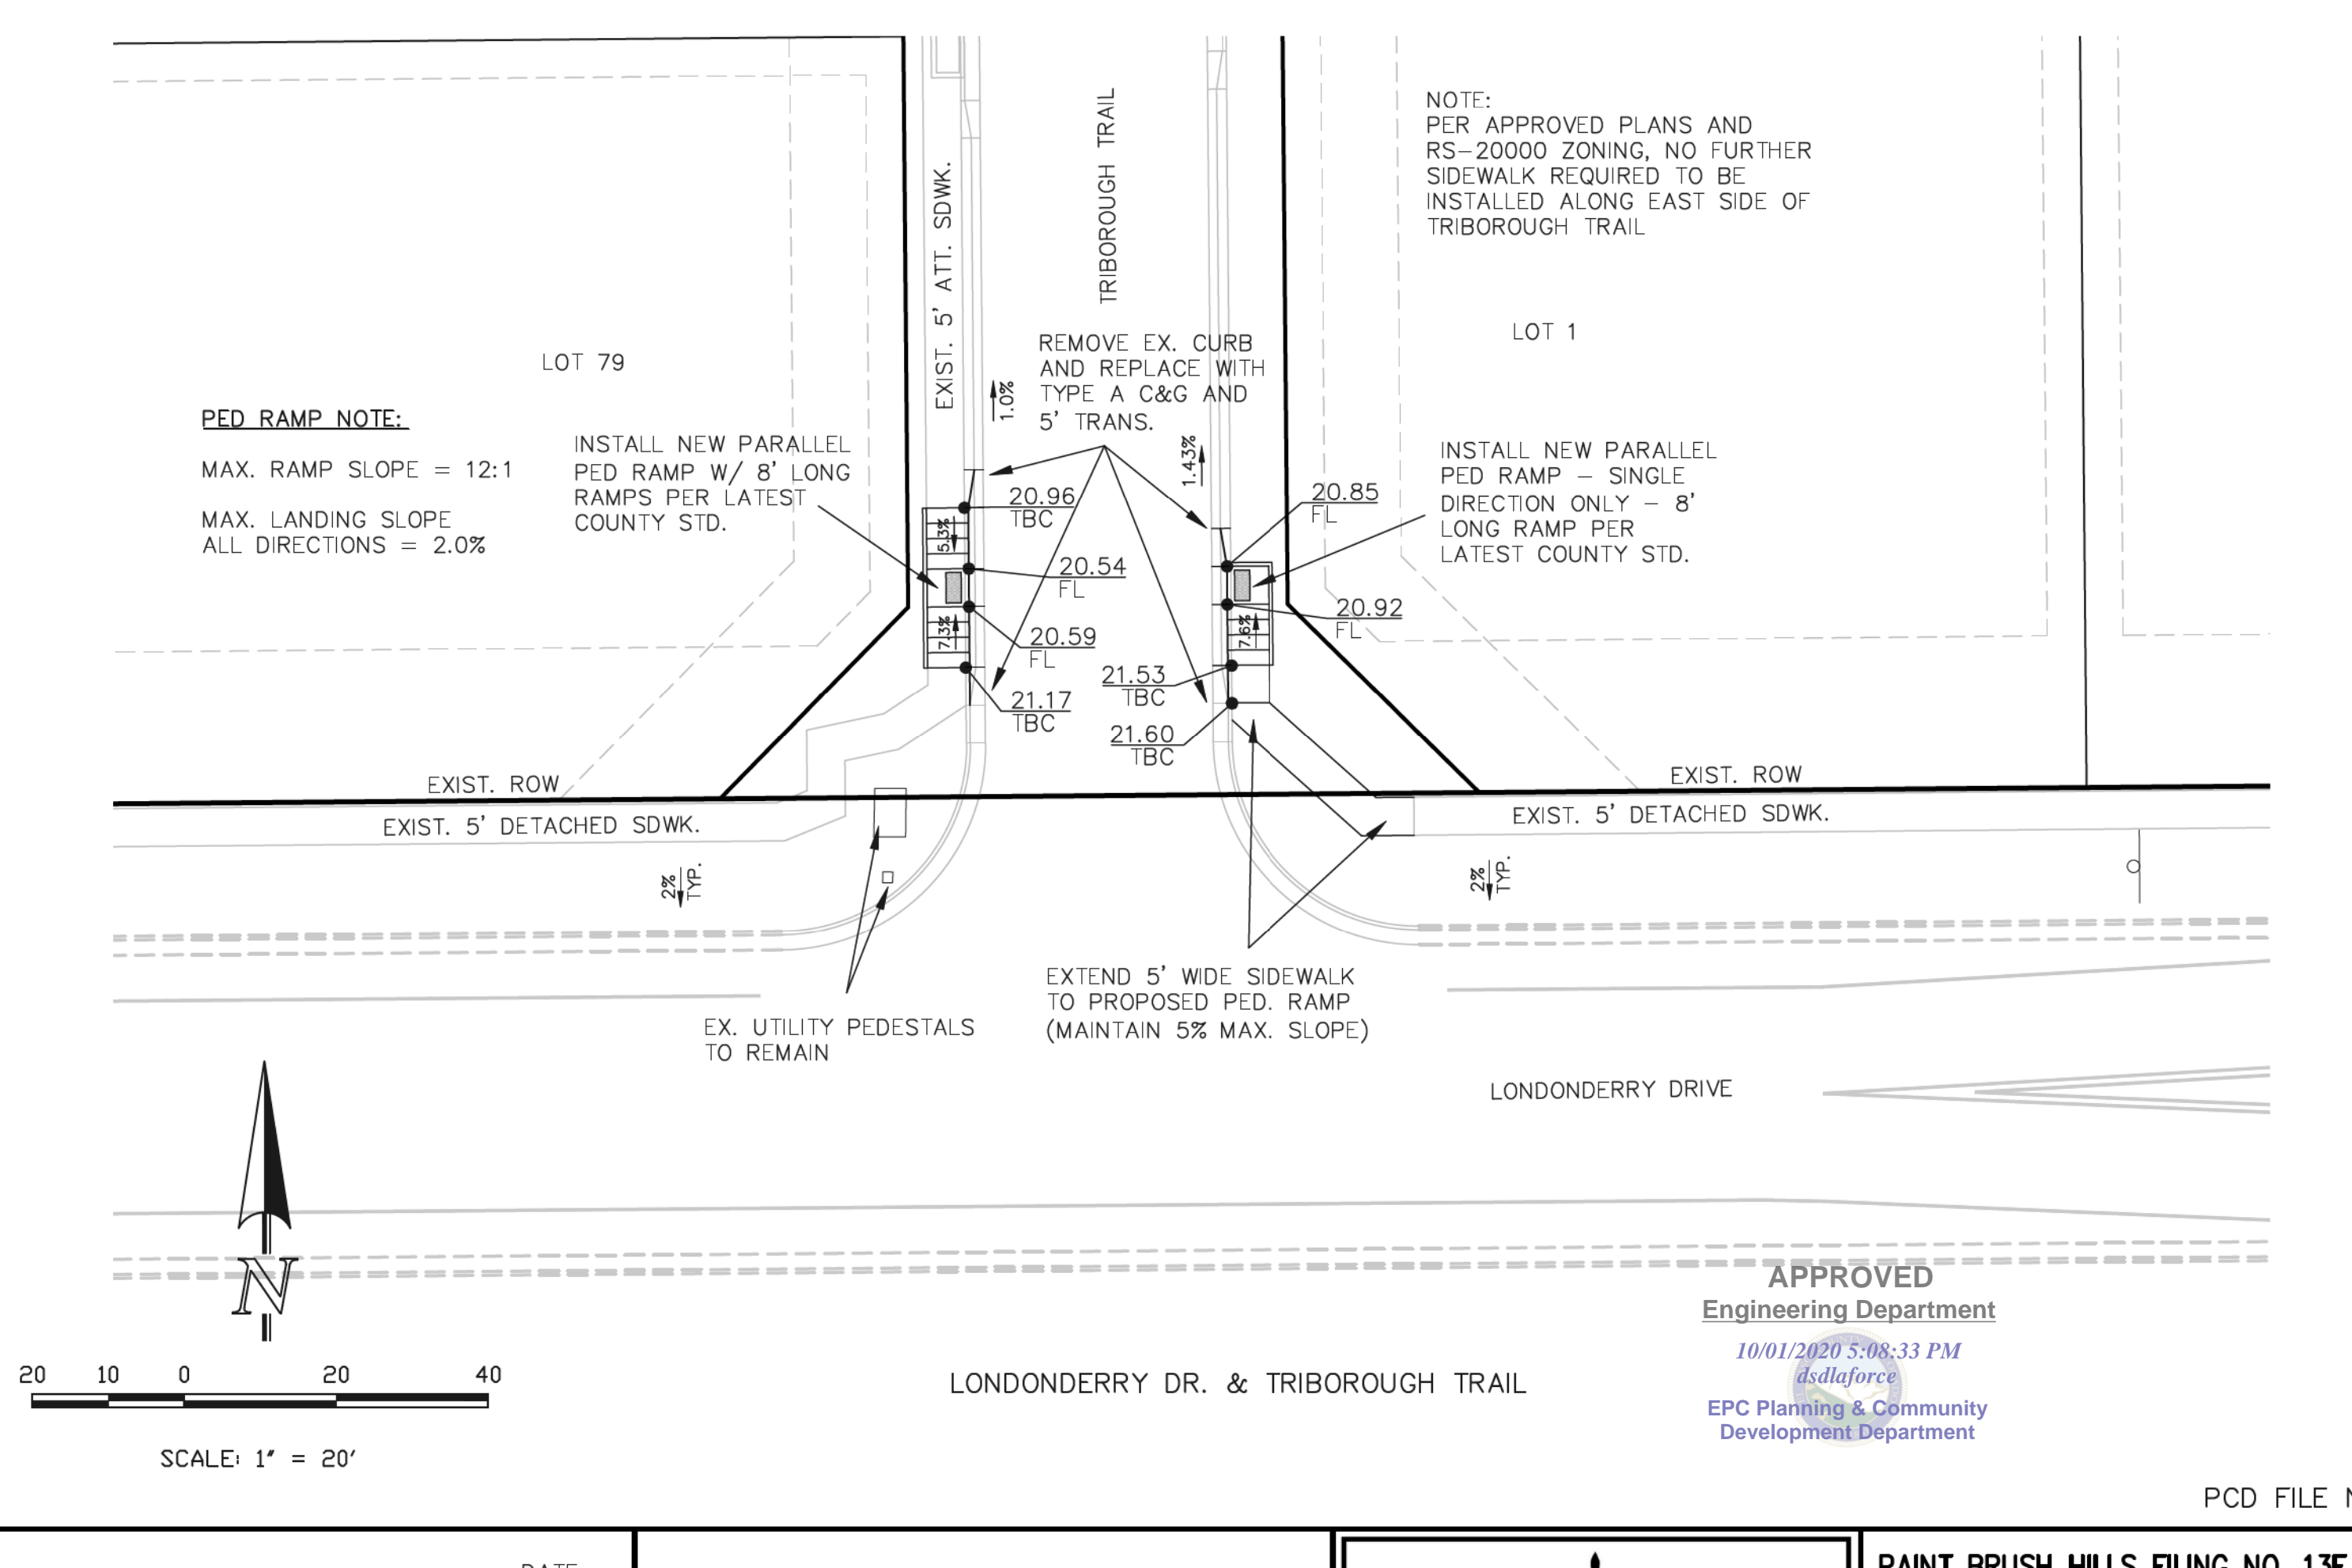 NOTE:
PER APPROVED PLANS AND
RS-20000 ZONING, NO FURTHER
SIDEWALK REQUIRED TO BE
INSTALLED ALONG EAST SIDE OF
TRIBOROUGH TRAIL
TRIBOROUGH TRAIL
EXIST. 5' ATT. SDWK.
LOT 79
LOT 1
PED RAMP NOTE:
MAX. RAMP SLOPE = 12:1
MAX. LANDING SLOPE
ALL DIRECTIONS = 2.0%
INSTALL NEW PARALLEL
PED RAMP W/ 8' LONG
RAMPS PER LATEST
COUNTY STD.
REMOVE EX. CURB
AND REPLACE WITH
TYPE A C&G AND
5' TRANS.
1.0%
1.43%
INSTALL NEW PARALLEL
PED RAMP - SINGLE
DIRECTION ONLY - 8'
LONG RAMP PER
LATEST COUNTY STD.
20.96
TBC
20.85
FL
5.3%
20.54
FL
20.92
FL
7.3%
7.6%
20.59
FL
21.53
TBC
21.17
TBC
21.60
TBC
EXIST. ROW
EXIST. ROW
EXIST. 5' DETACHED SDWK.
EXIST. 5' DETACHED SDWK.
2%
TYP.
2%
TYP.
EX. UTILITY PEDESTALS
TO REMAIN
EXTEND 5' WIDE SIDEWALK
TO PROPOSED PED. RAMP
(MAINTAIN 5% MAX. SLOPE)
LONDONDERRY DRIVE
N
20 10 0 20 40
SCALE: 1" = 20'
LONDONDERRY DR. & TRIBOROUGH TRAIL
APPROVED
Engineering Department
10/01/2020 5:08:33 PM
dsdlaforce
EPC Planning & Community
Development Department
PCD FILE
DATE
PAINT BRUSH HILLS FILING NO. 13E